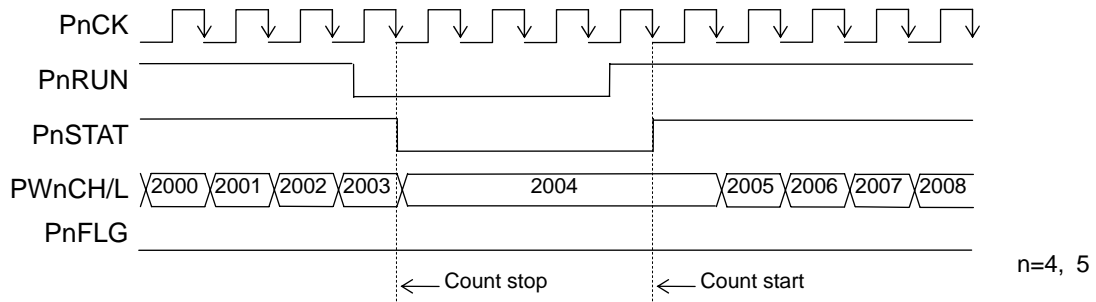 PnCK
PnRUN
PnSTAT
PWnCH/L 2000 2001 2002 2003 2004 2005 2006 2007 2008
PnFLG
n=4, 5
Count stop Count start